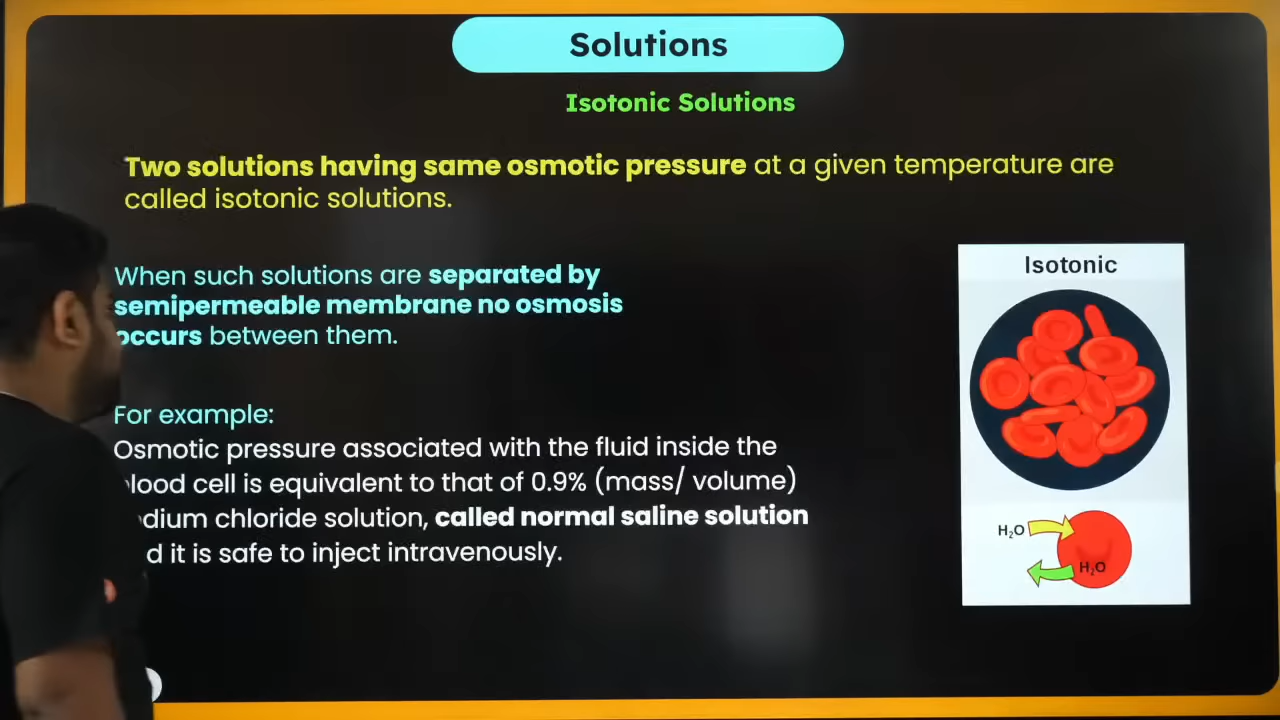 Solutions
Isotonic Solutions
Two solutions having same osmotic pressure at a given temperature are
called isotonic solutions.
When such solutions are separated by
semipermeable membrane no osmosis
occurs between them.
For example:
Osmotic pressure associated with the fluid inside the
lood cell is equivalent to that of 0.9% (mass/ volume)
dium chloride solution, called normal saline solution
d it is safe to inject intravenously.
Isotonic
H₂O
H₂O